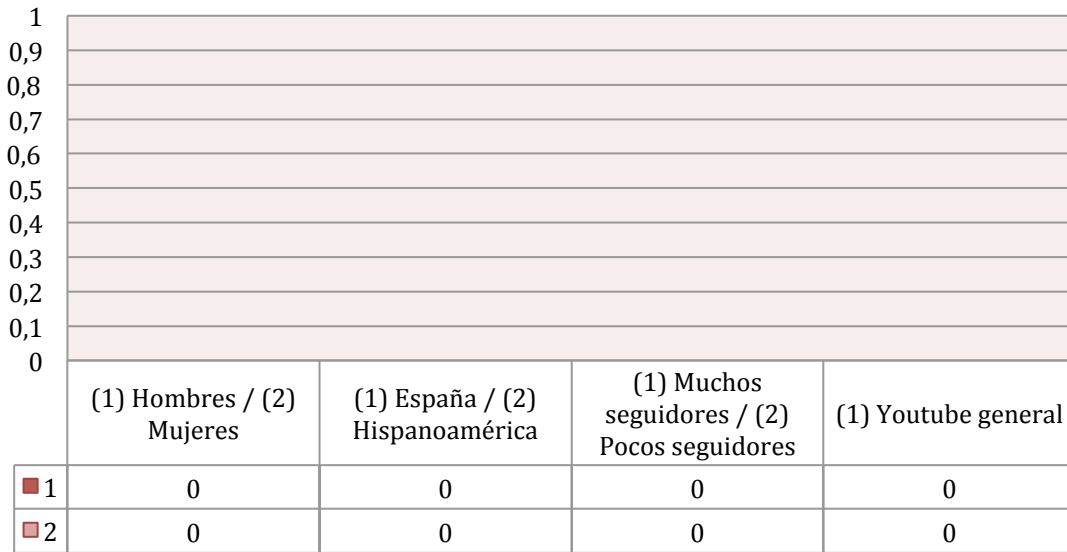 1
0,9
0,8
0,7
0,6
0,5
0,4
0,3
0,2
0,1
0
(1) Hombres / (2)
Mujeres
(1) España / (2)
Hispanoamérica
(1) Muchos
seguidores / (2)
Pocos seguidores
(1) Youtube general
1 0 0 0 0
2 0 0 0 0